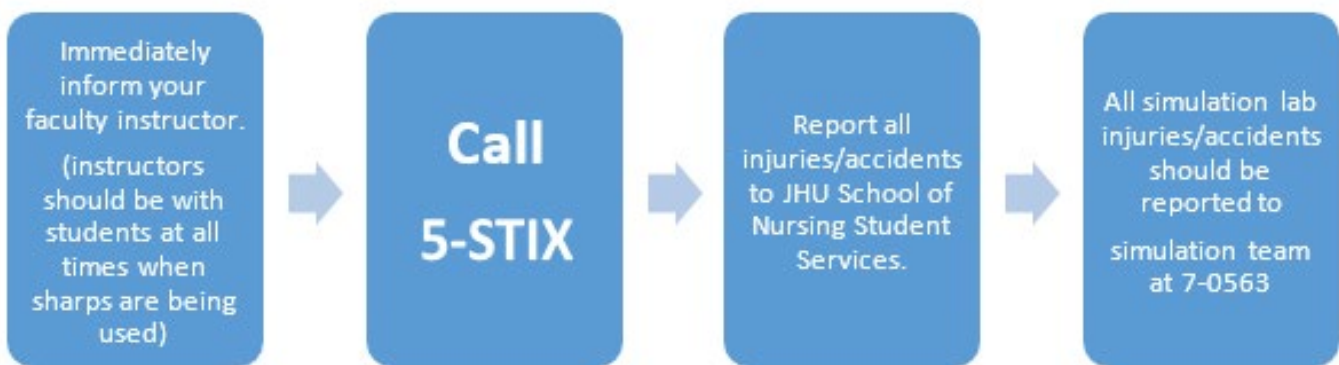 Immediately
inform your
faculty instructor.
(instructors
should be with
students at all
times when
sharps are being
used)
Call
5-STIX
Report all
injuries/accidents
to JHU School of
Nursing Student
Services.
All simulation lab
injuries/accidents
should be
reported to
simulation team
at 7-0563